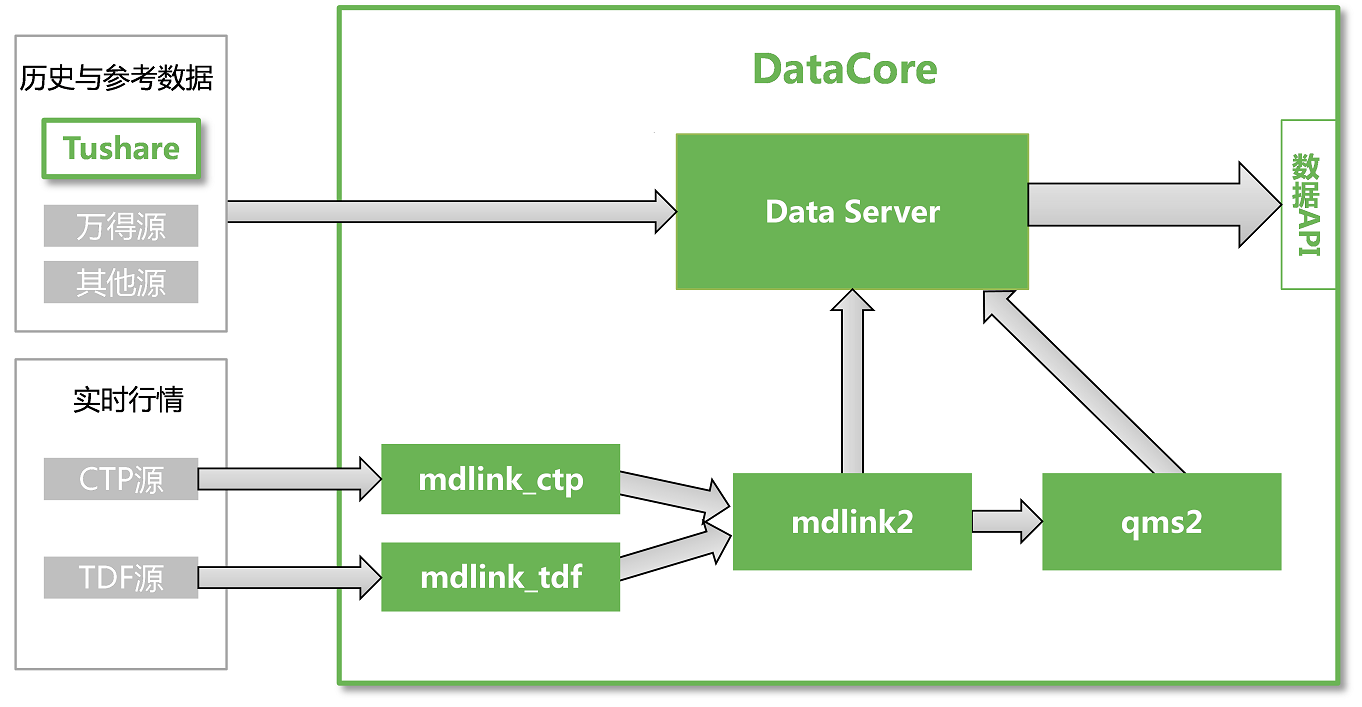 历史与参考数据
Tushare
万得源
其他源
实时行情
CTP源
TDF源
DataCore
Data Server
数据API
mdlink_ctp
mdlink_tdf
mdlink2
qms2